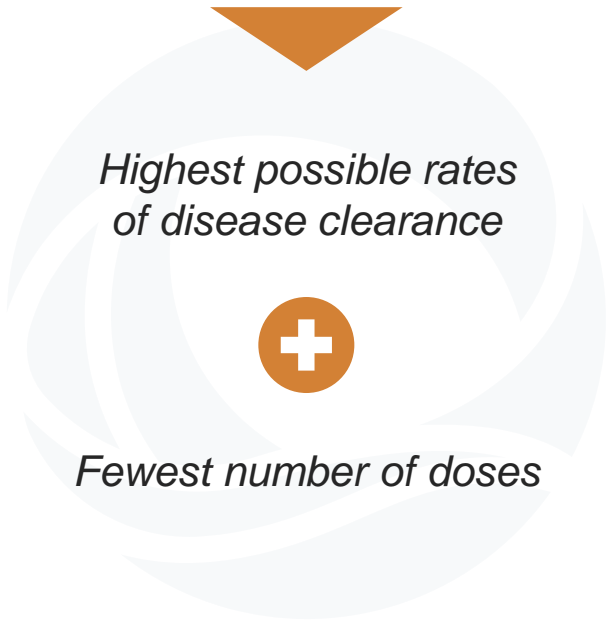 Highest possible rates
of disease clearance
Fewest number of doses